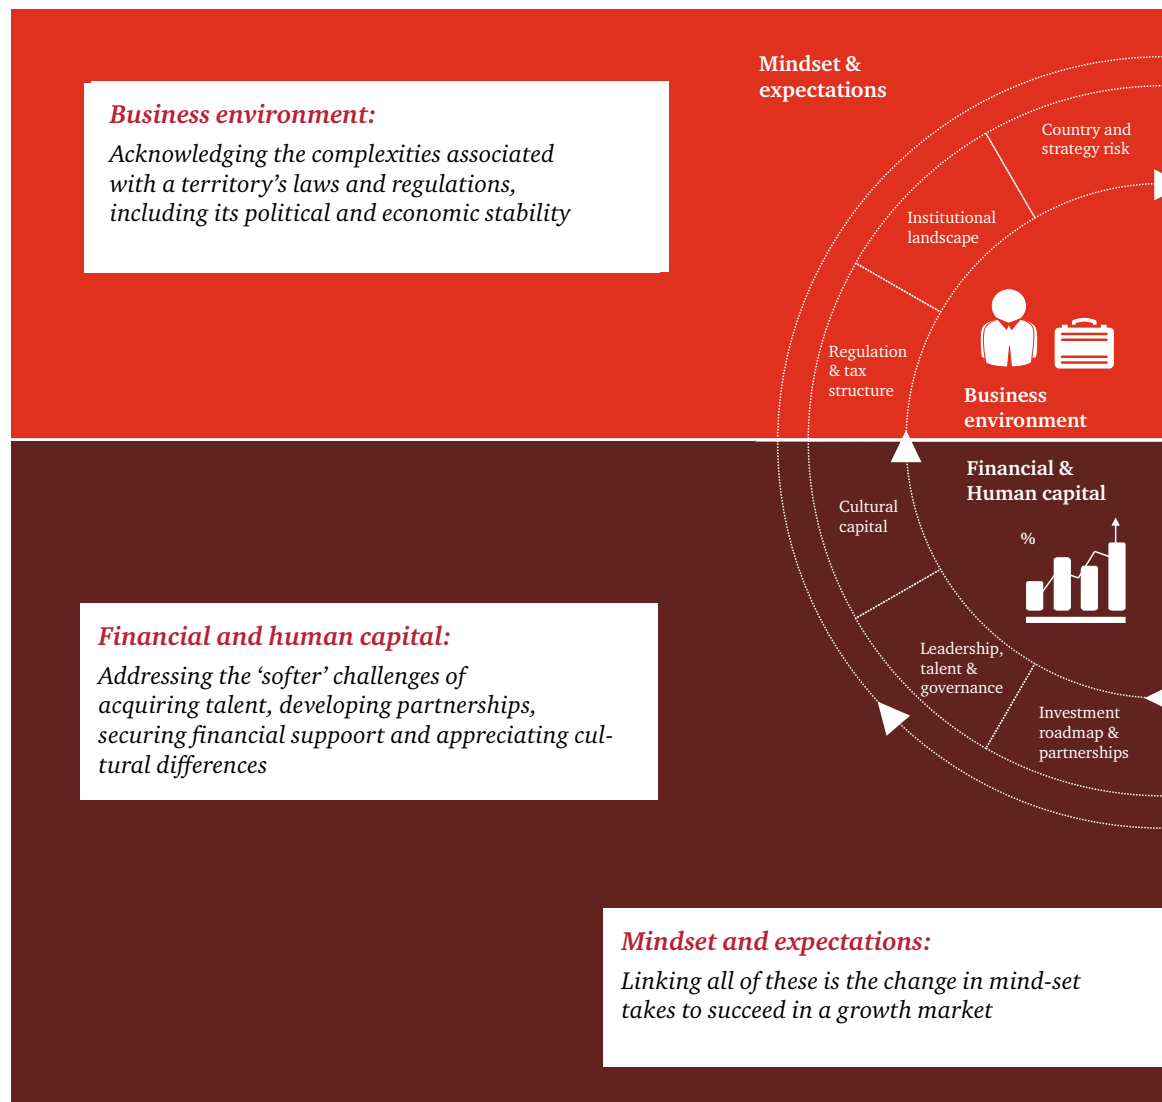 Mindset &
expectations
Business environment:
Acknowledging the complexities associated
with a territory’s laws and regulations,
including its political and economic stability
Country and
strategy risk
Institutional
landscape
Regulation
& tax
structure
Business
environment
Financial &
Human capital
Cultural
capital
%
Financial and human capital:
Addressing the ‘softer’ challenges of
acquiring talent, developing partnerships,
securing financial suppoort and appreciating cul-
tural differences
Leadership,
talent &
governance
Investment
roadmap &
partnerships
Mindset and expectations:
Linking all of these is the change in mind-set
takes to succeed in a growth market